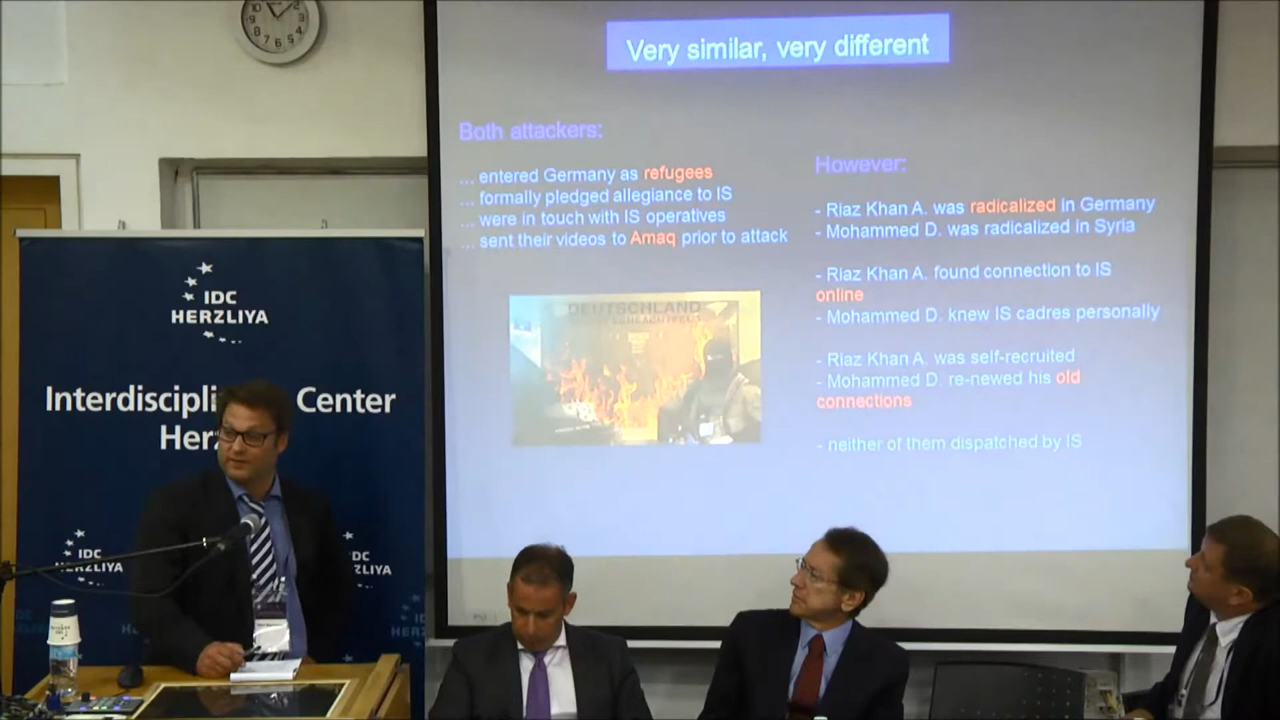 Very similar, very different
Both attackers:
... entered Germany as refugees
... formally pledged allegiance to IS
... were in touch with IS operatives
... sent their videos to Amaq prior to attack
DEUTSCHLAND
However:
- Riaz Khan A. was radicalized in Germany
- Mohammed D. was radicalized in Syria
- Riaz Khan A. found connection to IS
online
- Mohammed D. knew IS cadres personally
- Riaz Khan A. was self-recruited
- Mohammed D. re-newed his old
connections
- neither of them dispatched by IS
IDC
HERZLIYA
Center
IDC
HERZLIYA